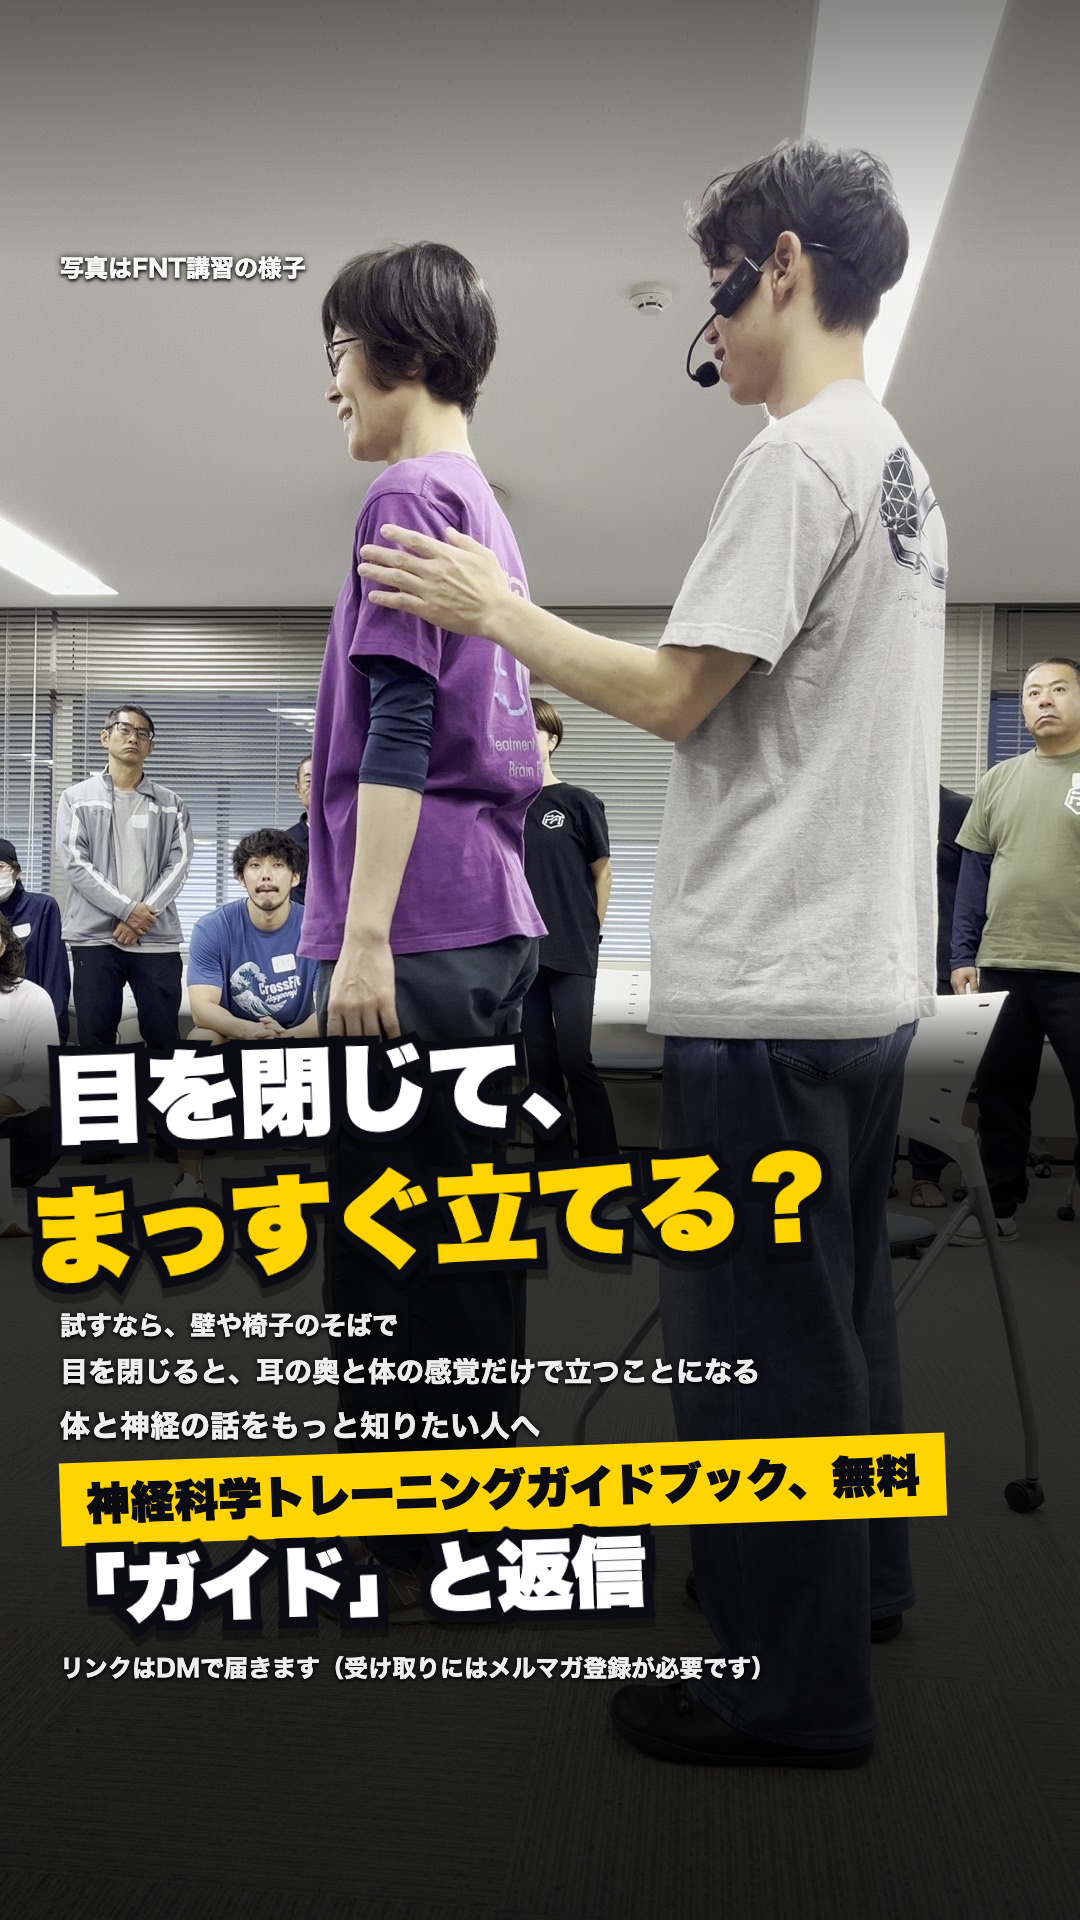 写真はFNT講習の様子
eatment
Brain
CrossFit
Roppongi
目を閉じて、
まっすぐ立てる？
試すなら、壁や椅子のそばで
目を閉じると、耳の奥と体の感覚だけで立つことになる
体と神経の話をもっと知りたい人へ
神経科学トレーニングガイドブック、無料
「ガイド」と返信
リンクはDMで届きます（受け取りにはメルマガ登録が必要です）